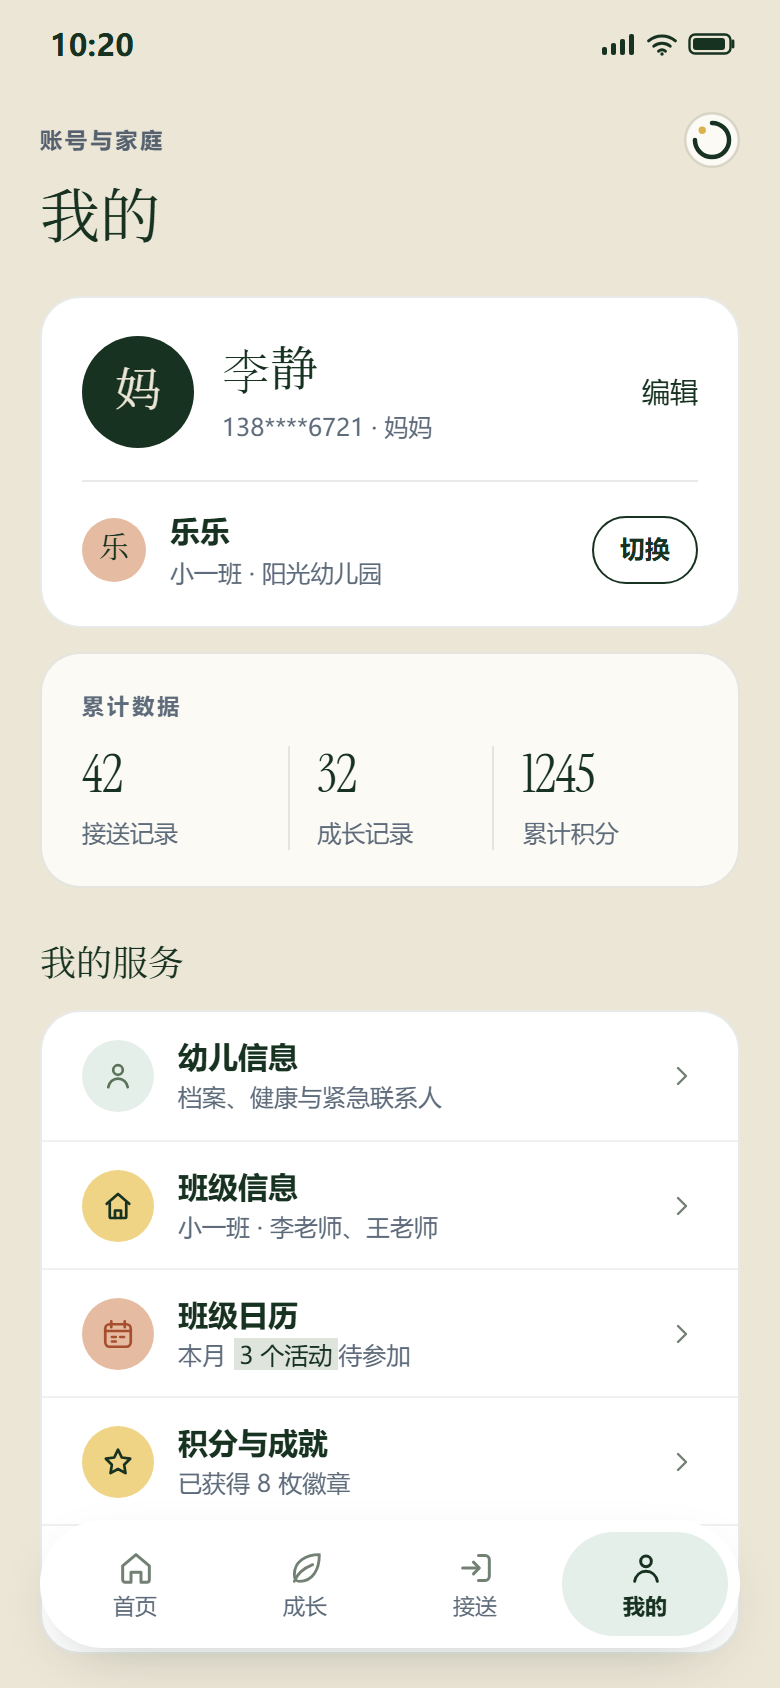 10:20
账号与家庭
我的
妈
李静
138****6721 · 妈妈
编辑
乐
乐乐
小一班 · 阳光幼儿园
切换
累计数据
42
接送记录
32
成长记录
1245
累计积分
我的服务
幼儿信息
档案、健康与紧急联系人
班级信息
小一班 · 李老师、王老师
班级日历
本月 3 个活动 待参加
积分与成就
已获得 8 枚徽章
首页
成长
接送
我的